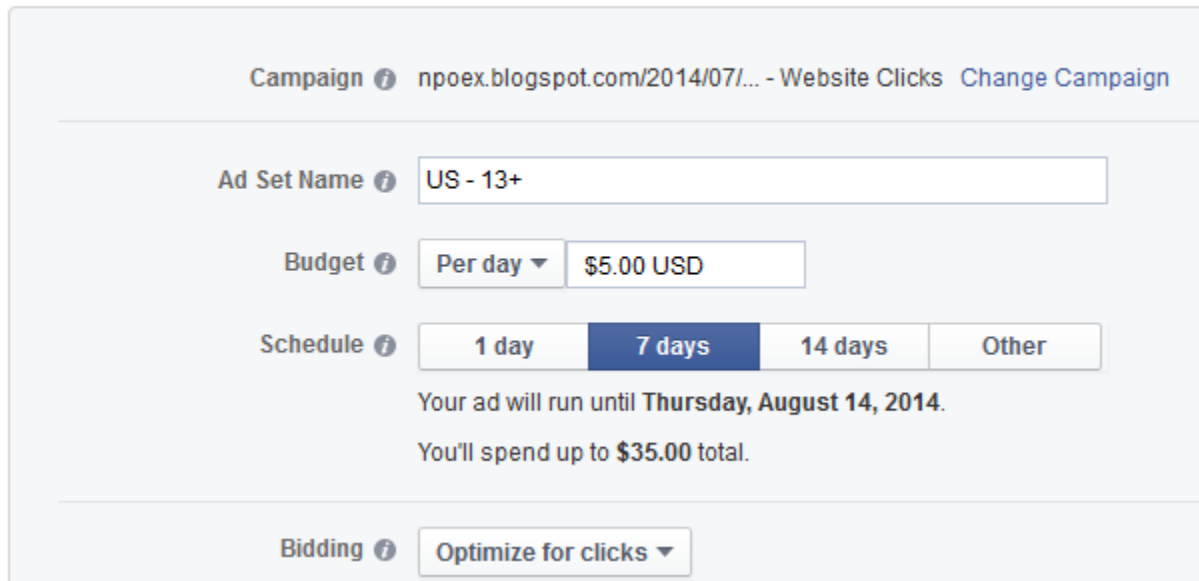 Campaign npoex.blogspot.com/2014/07/... - Website Clicks Change Campaign
Ad Set Name US - 13+
Budget Per day $5.00 USD
Schedule 1 day 7 days 14 days Other
Your ad will run until Thursday, August 14, 2014.
You'll spend up to $35.00 total.
Bidding Optimize for clicks